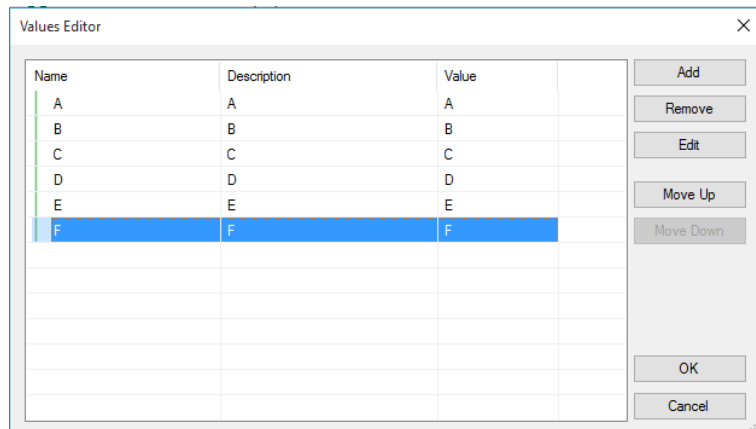 Values Editor
Name Description Value
A A A
B B B
C C C
D D D
E E E
F F F
Add
Remove
Edit
Move Up
Move Down
OK
Cancel